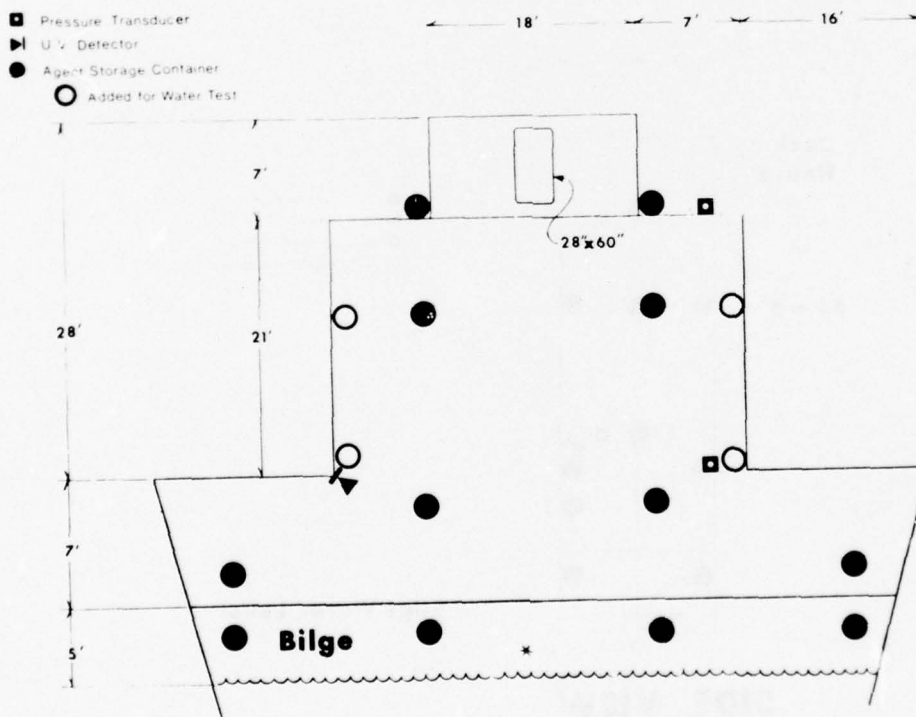 Pressure Transducer
U.V. Detector
Agent Storage Container
Added for Water Test
18'
7'
16'
7'
28"x60"
28'
21'
7'
Bilge
*
5'